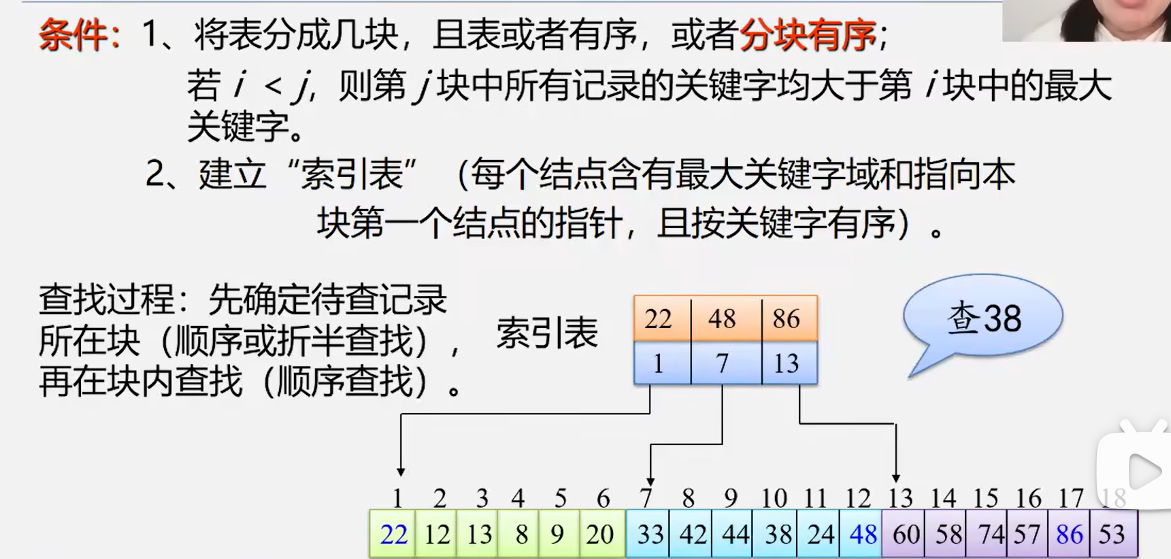 条件：1、将表分成几块，且表或者有序，或者分块有序；
若 i < j，则第 j 块中所有记录的关键字均大于第 i 块中的最大
关键字。
2、建立“索引表”（每个结点含有最大关键字域和指向本
块第一个结点的指针，且按关键字有序）。
查找过程：先确定待查记录
所在块（顺序或折半查找），
再在块内查找（顺序查找）。
索引表
22 48 86
1 7 13
查38
1 2 3 4 5 6 7 8 9 10 11 12 13 14 15 16 17 18
22 12 13 8 9 20 33 42 44 38 24 48 60 58 74 57 86 53